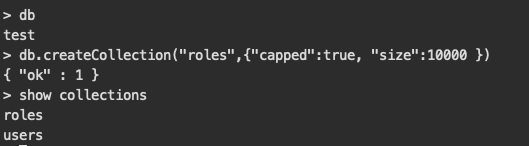 > db
test
> db.createCollection("roles",{"capped":true, "size":10000 })
{ "ok" : 1 }
> show collections
roles
users